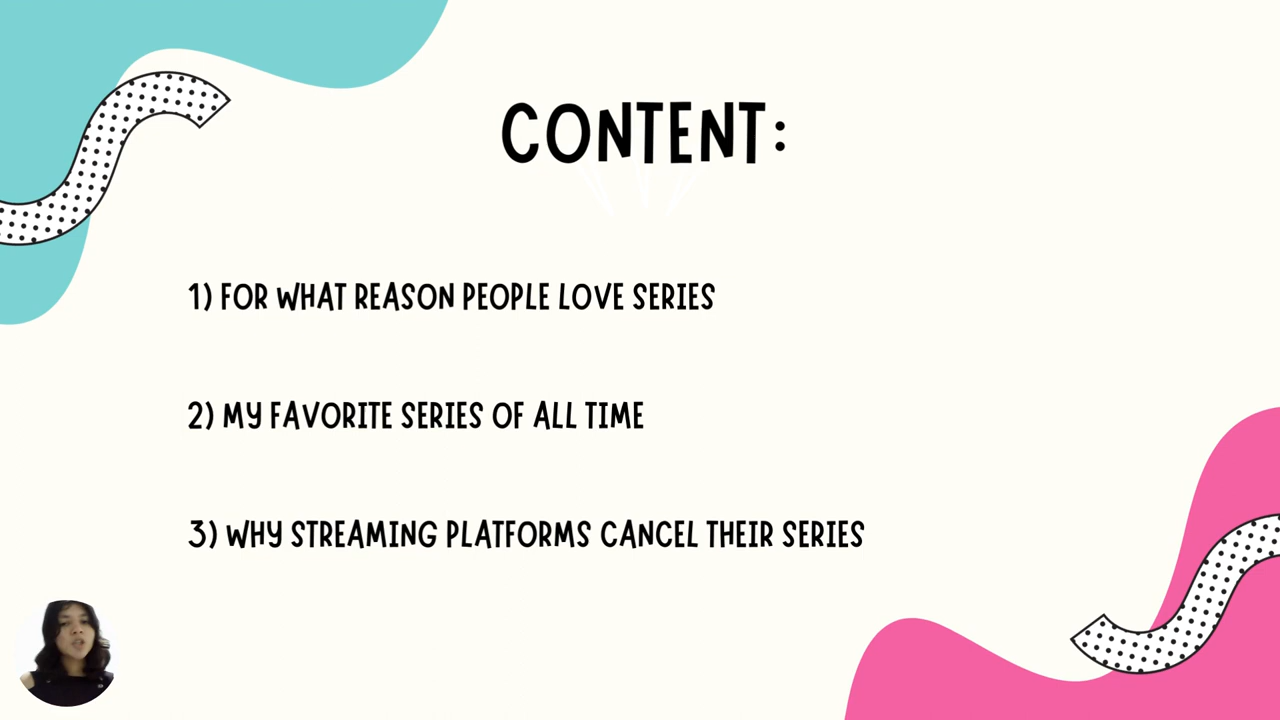 CONTENT:
1) FOR WHAT REASON PEOPLE LOVE SERIES
2) MY FAVORITE SERIES OF ALL TIME
3) WHY STREAMING PLATFORMS CANCEL THEIR SERIES